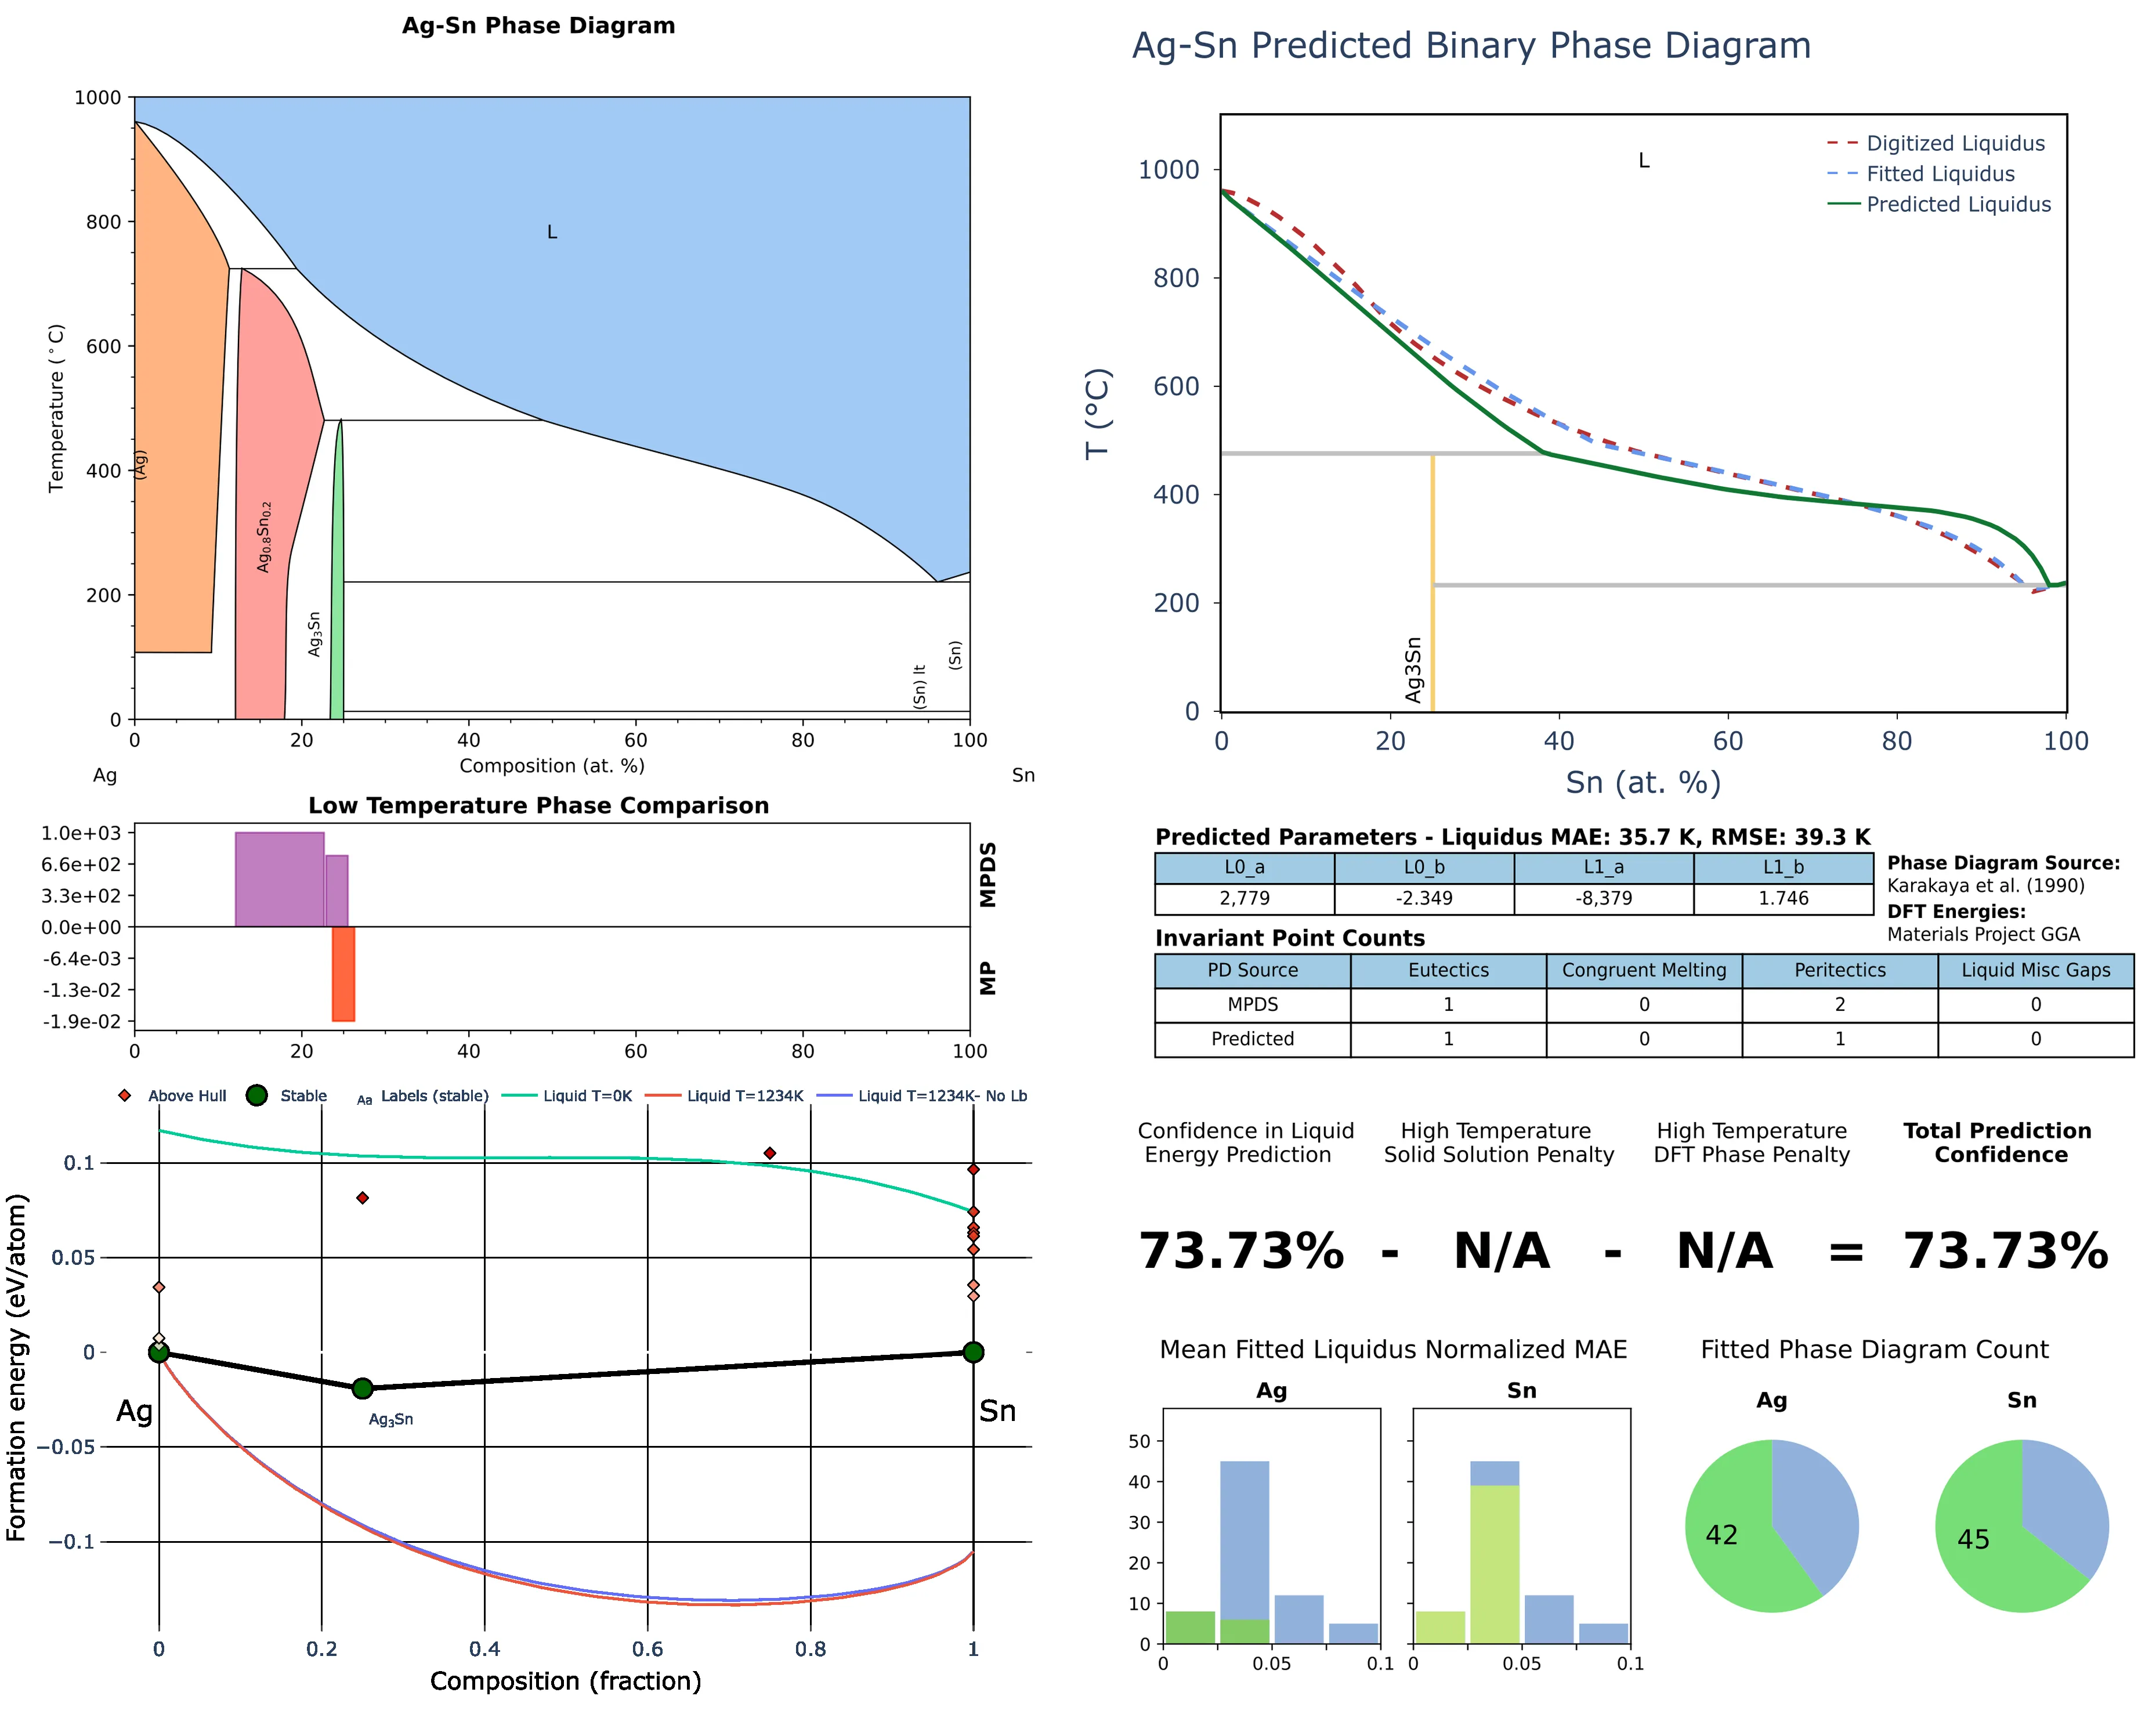 Ag-Sn Phase Diagram
1000
800
600
400
200
0
Temperature (°C)
L
(Ag)
Ag0.8Sn0.2
Ag3Sn
(Sn) lt
(Sn)
0 20 40 60 80 100
Composition (at. %)
Ag Sn
Low Temperature Phase Comparison
1.0e+03
6.6e+02
3.3e+02
0.0e+00
-6.4e-03
-1.3e-02
-1.9e-02
MPDS
MP
0 20 40 60 80 100
Above Hull Stable Aa Labels (stable) Liquid T=0K Liquid T=1234K Liquid T=1234K- No Lb
0.1
0.05
0
−0.05
−0.1
Formation energy (eV/atom)
Ag
Ag3Sn
Sn
0 0.2 0.4 0.6 0.8 1
Composition (fraction)
Ag-Sn Predicted Binary Phase Diagram
L
Digitized Liquidus
Fitted Liquidus
Predicted Liquidus
1000
800
600
400
200
0
T (°C)
Ag3Sn
0 20 40 60 80 100
Sn (at. %)
Predicted Parameters - Liquidus MAE: 35.7 K, RMSE: 39.3 K
L0_a L0_b L1_a L1_b
2,779 -2.349 -8,379 1.746
Phase Diagram Source:
Karakaya et al. (1990)
DFT Energies:
Materials Project GGA
Invariant Point Counts
PD Source Eutectics Congruent Melting Peritectics Liquid Misc Gaps
MPDS 1 0 2 0
Predicted 1 0 1 0
Confidence in Liquid
Energy Prediction
High Temperature
Solid Solution Penalty
High Temperature
DFT Phase Penalty
Total Prediction
Confidence
73.73% - N/A - N/A = 73.73%
Mean Fitted Liquidus Normalized MAE
Ag Sn
50
40
30
20
10
0
0 0.05 0.1
0 0.05 0.1
Fitted Phase Diagram Count
Ag Sn
42 45